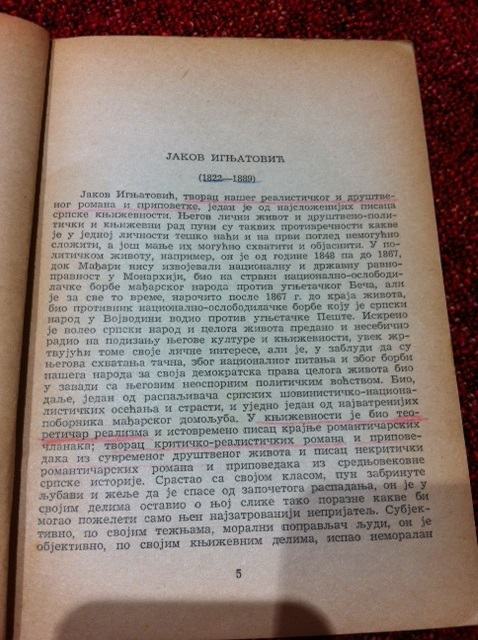 ЈАКОВ ИГЊАТОВИЋ
(1822—1889)
Јаков Игњатовић, творац нашег реалистичког и друштве-
ног романа и приповетке, један је од најсложенијих писаца
српске књижевности. Његов лични живот и друштвено-поли-
тички и књижевни рад пуни су таквих противречности какве
је у једној личности тешко наћи и на први поглед немогућно
сложити, а још мање их могућно схватити и објаснити. У по-
литичком животу, например, он је од године 1848 па до 1867,
док Мађари нису извојевали националну и државну равно-
правност у Монархији, био на страни национално-ослободи-
лачке борбе мађарског народа против угњетачког Беча, али
је за све то време, нарочито после 1867 г. до краја живота,
био противник национално-ослободилачке борбе коју је српски
народ у Војводини водио против угњетачке Пеште. Искрено
је волео српски народ и целога живота предано и несебично
радио на подизању његове културе и књижевности, увек жр-
твујући томе своје личне интересе, али је, у заблуди да су
његова схватања тачна, због националног питања и због борби
нашега народа за своја демократска права целога живота био
у завади са његовим неоспорним политичким воћством. Био,
даље, један од распаљивача српских шовинистичко-национа-
листичких осећања и страсти, и уједно један од најватренијих
поборника мађарског домољуба. У књижевности је био тео-
ретичар реализма и истовремено писац крајње романтичарских
чланака; творац критичко-реалистичких романа и приповe-
дака из сувременог друштвеног живота и писац некритички
романтичарских романа и приповедака из средњовековне
српске историје. Срастао са својом класом, пун забринуте
љубави и жеље да је спасе од започетога распадања, он је у
својим делима оставио о њој слике тако поразне какве би
могао пожелети само њен најзатрованији непријатељ. Субјек-
тивно, по својим тежњама, морални поправљач људи, он је
објективно, по својим књижевним делима, испао неморалан
5